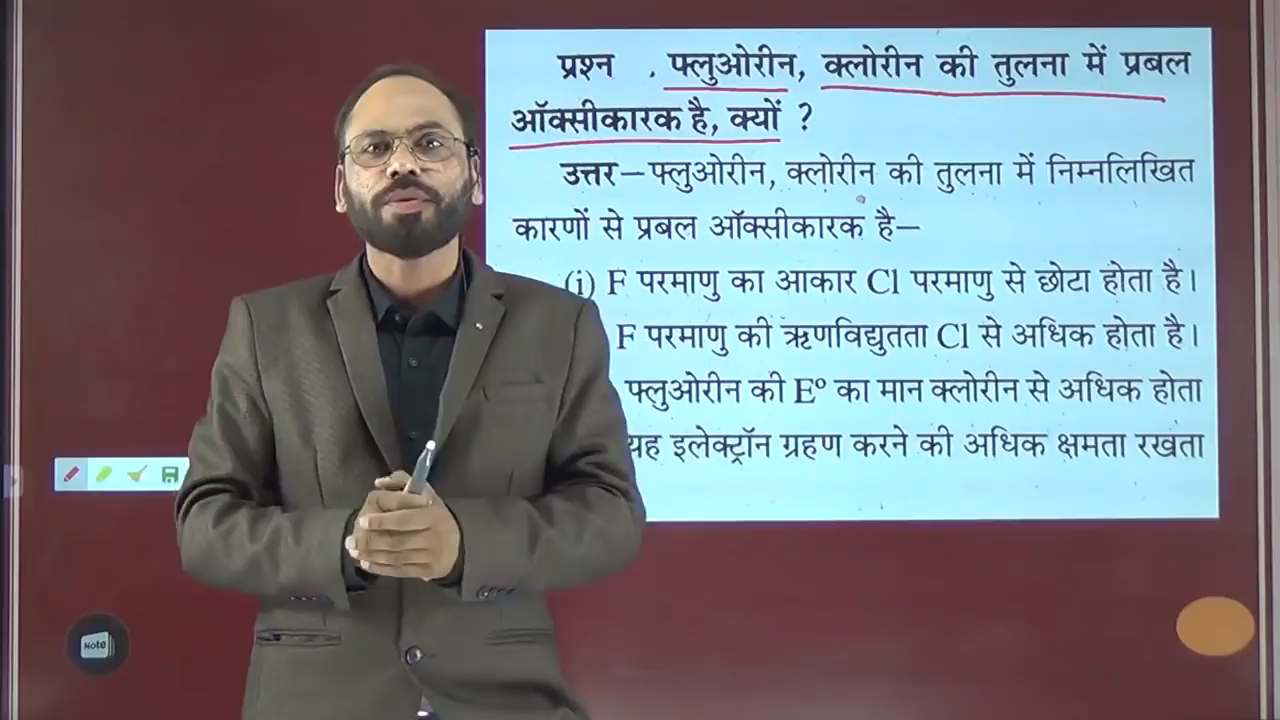 प्रश्न . फ्लुओरीन, क्लोरीन की तुलना में प्रबल
ऑक्सीकारक है, क्यों ?
उत्तर—फ्लुओरीन, क्लोरीन की तुलना में निम्नलिखित
कारणों से प्रबल ऑक्सीकारक है—
(i) F परमाणु का आकार Cl परमाणु से छोटा होता है।
F परमाणु की ऋणविद्युतता Cl से अधिक होता है।
फ्लुओरीन की Eº का मान क्लोरीन से अधिक होता
यह इलेक्ट्रॉन ग्रहण करने की अधिक क्षमता रखता
Note